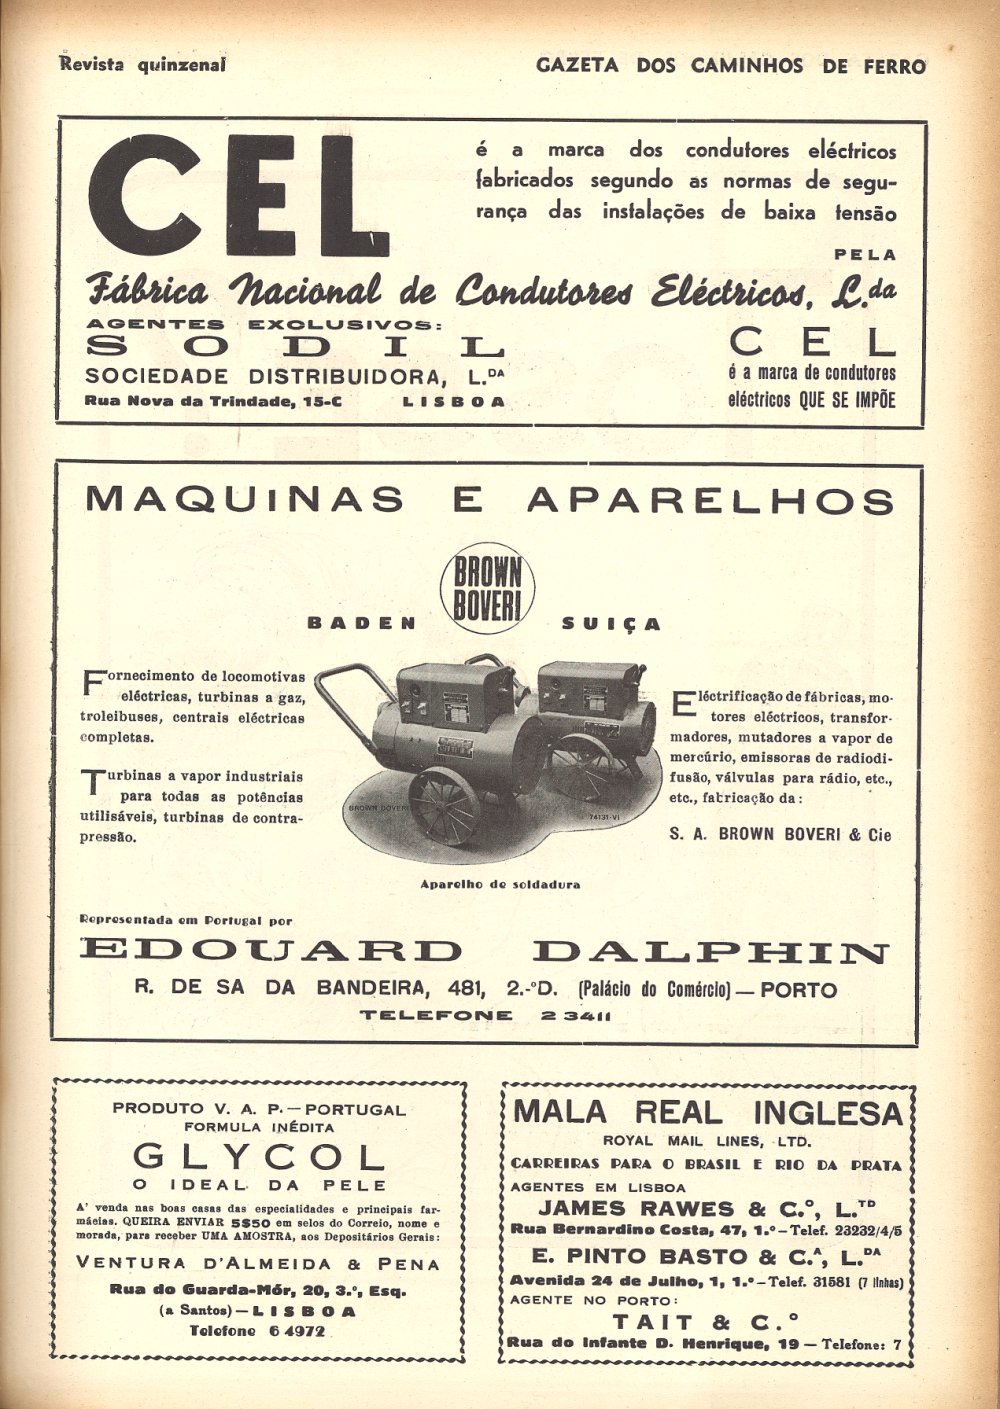 Revista quinzenal
GAZETA DOS CAMINHOS DE FERRO
CEL
é a marca dos condutores eléctricos
fabricados segundo as normas de segu-
rança das instalações de baixa tensão
PELA
Fábrica Nacional de Condutores Eléctricos, L.da
AGENTES EXCLUSIVOS:
SODIL
SOCIEDADE DISTRIBUIDORA, L.DA
Rua Nova da Trindade, 15-C LISBOA
CEL
é a marca de condutores
eléctricos QUE SE IMPÕE
MAQUINAS E APARELHOS
BROWN
BOVERI
BADEN SUIÇA
Fornecimento de locomotivas
eléctricas, turbinas a gaz,
troleibuses, centrais eléctricas
completas.
Turbinas a vapor industriais
para todas as potências
utilisáveis, turbinas de contra-
pressão.
BROWN BOVERI
74131-VI
Eléctrificação de fábricas, mo-
tores eléctricos, transfor-
madores, mutadores a vapor de
mercúrio, emissoras de radiodi-
fusão, válvulas para rádio, etc.,
etc., fabricação da:
S. A. BROWN BOVERI & Cie
Aparelho de soldadura
Representada em Portugal por
EDOUARD DALPHIN
R. DE SA DA BANDEIRA, 481, 2.-ºD. (Palácio do Comércio) — PORTO
TELEFONE 23411
PRODUTO V. A. P. — PORTUGAL
FORMULA INÉDITA
GLYCOL
O IDEAL DA PELE
A' venda nas boas casas das especialidades e principais far-
mácias. QUEIRA ENVIAR 5$50 em selos do Correio, nome e
morada, para receber UMA AMOSTRA, aos Depositários Gerais:
VENTURA D'ALMEIDA & PENA
Rua do Guarda-Mór, 20, 3.º, Esq.
(a Santos) — LISBOA
Telefone 64972
MALA REAL INGLESA
ROYAL MAIL LINES, LTD.
CARREIRAS PARA O BRASIL E RIO DA PRATA
AGENTES EM LISBOA
JAMES RAWES & C.º, L.TD
Rua Bernardino Costa, 47, 1.º — Telef. 23232/4/5
E. PINTO BASTO & C.A, L.DA
Avenida 24 de Julho, 1, 1.º — Telef. 31581 (7 linhas)
AGENTE NO PORTO:
TAIT & C.º
Rua do Infante D. Henrique, 19 — Telefone: 7